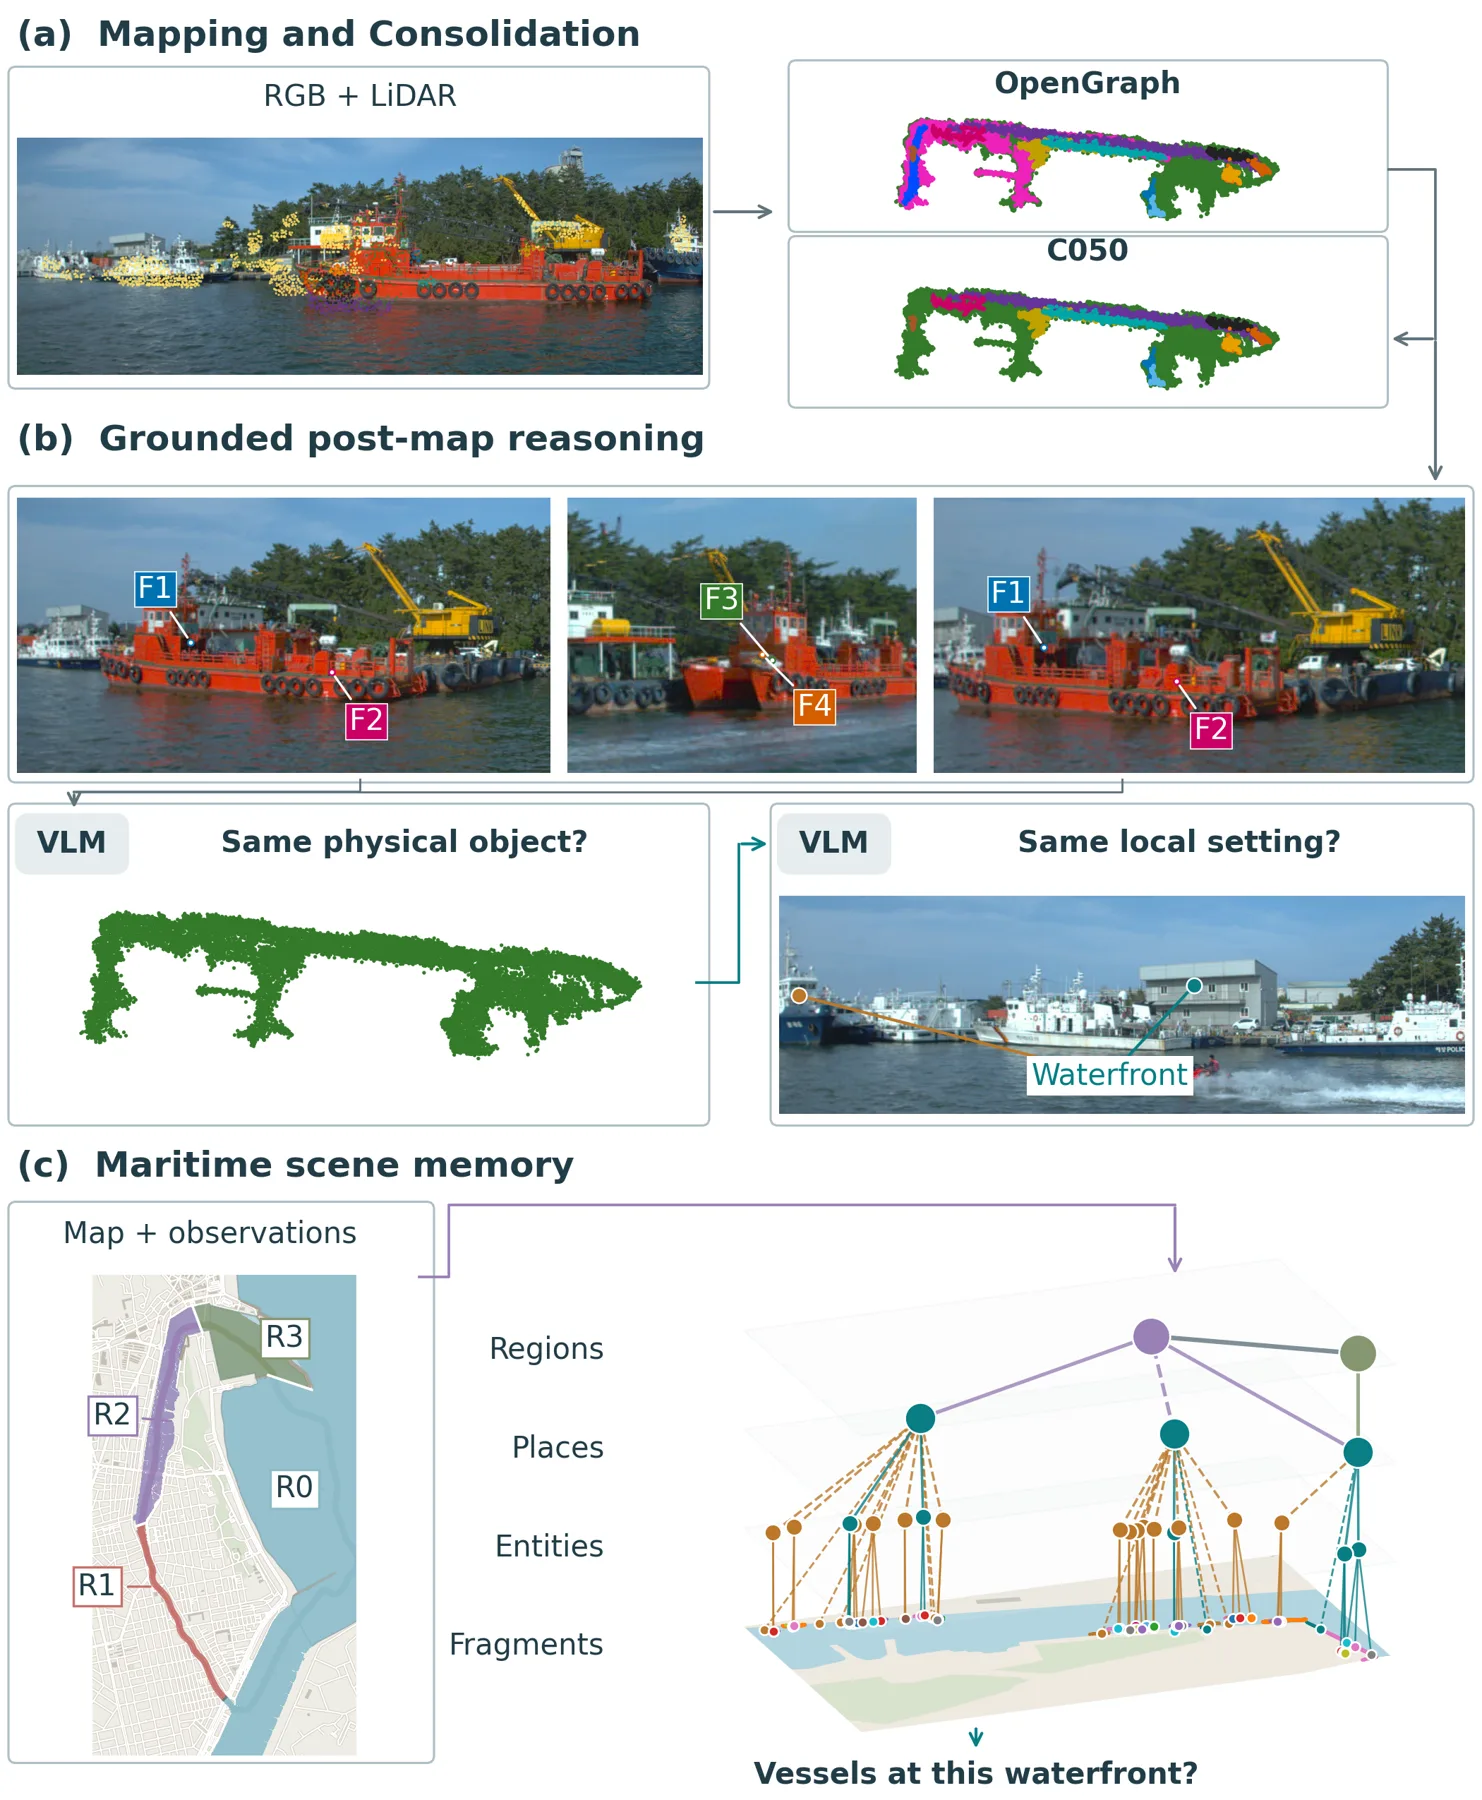 (a) Mapping and Consolidation
RGB + LiDAR
OpenGraph
C050
(b) Grounded post-map reasoning
F1
F2
F3
F4
F1
F2
VLM
Same physical object?
VLM
Same local setting?
Waterfront
(c) Maritime scene memory
Map + observations
R3
R2
R0
R1
Regions
Places
Entities
Fragments
Vessels at this waterfront?